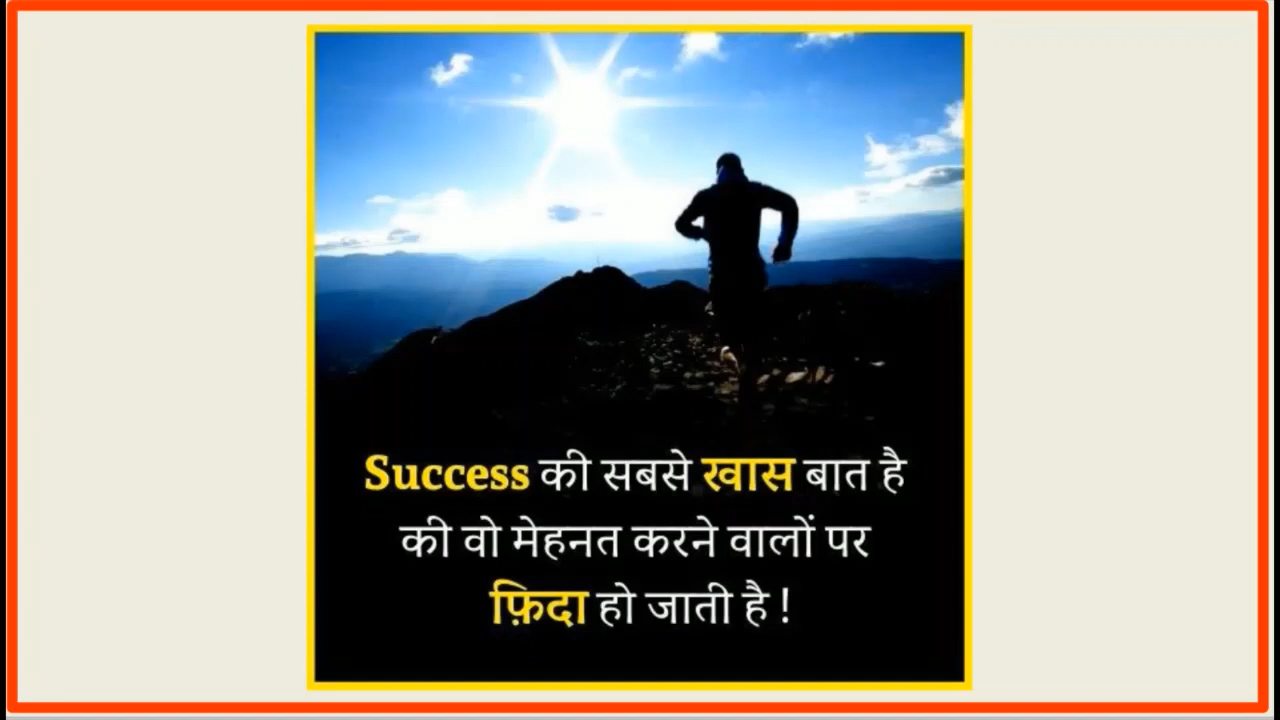 Success की सबसे खास बात है
की वो मेहनत करने वालों पर
फ़िदा हो जाती है !